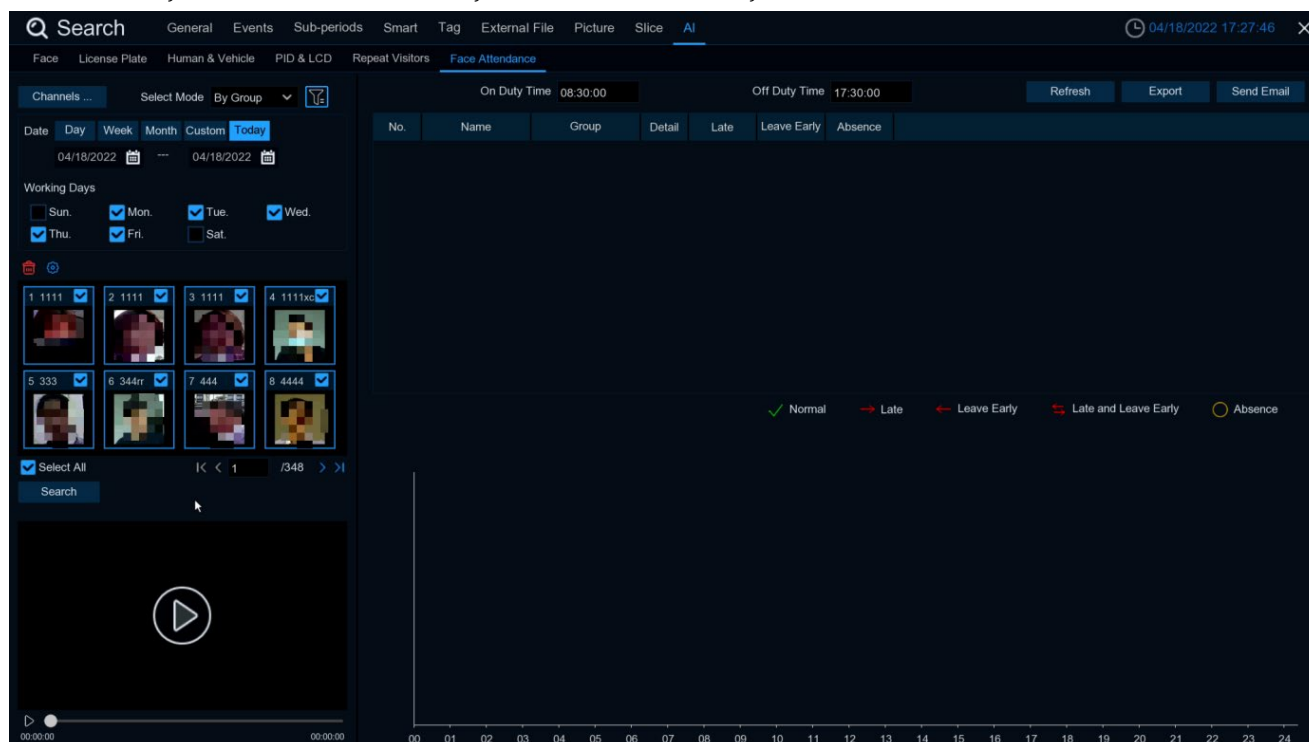 Search General Events Sub-periods Smart Tag External File Picture Slice AI 04/18/2022 17:27:46
Face License Plate Human & Vehicle PID & LCD Repeat Visitors Face Attendance
Channels ... Select Mode By Group
On Duty Time 08:30:00 Off Duty Time 17:30:00 Refresh Export Send Email
Date Day Week Month Custom Today
No. Name Group Detail Late Leave Early Absence
04/18/2022 --- 04/18/2022
Working Days
Sun. Mon. Tue. Wed.
Thu. Fri. Sat.
1 1111 2 1111 3 1111 4 1111xc
5 333 6 344rr 7 444 8 4444
Normal Late Leave Early Late and Leave Early Absence
Select All 1 /348
Search
00:00:00 00:00:00
00 01 02 03 04 05 06 07 08 09 10 11 12 13 14 15 16 17 18 19 20 21 22 23 24